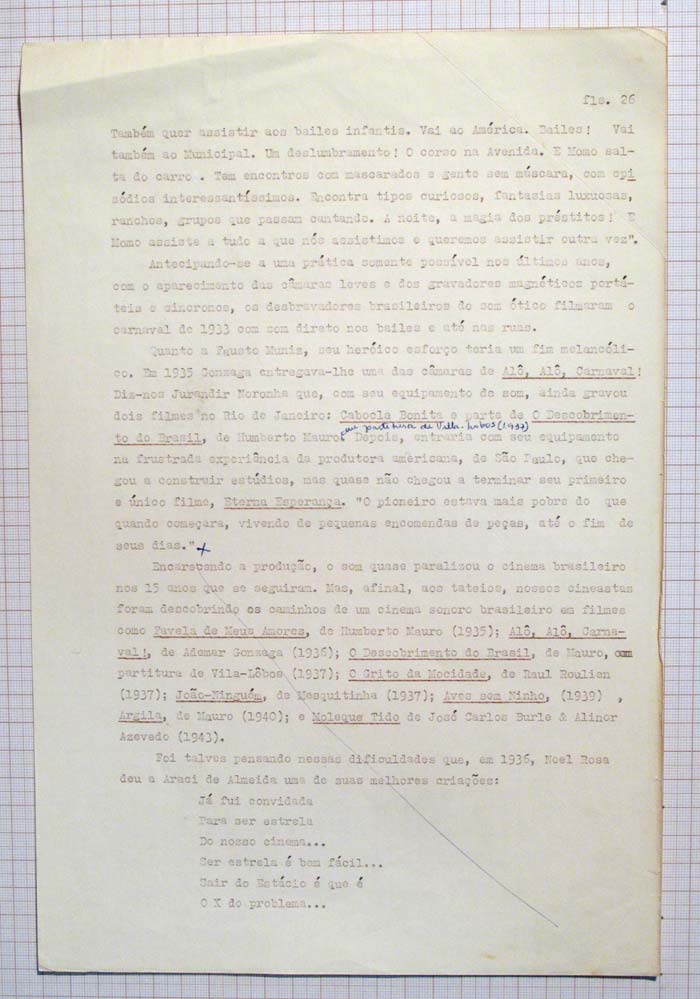 fls. 26
Também quer assistir aos bailes infantis. Vai ao América. Bailes! Vai
também ao Municipal. Um deslumbramento! O corso na Avenida. E Momo sal-
ta do carro . Tem encontros com mascarados e gente sem máscara, com epi
sódios interessantíssimos. Encontra tipos curiosos, fantasias luxuosas,
ranchos, grupos que passam cantando. A noite, a magia dos préstitos! E
Momo assiste a tudo a que nós assistimos e queremos assistir outra vez".
Antecipando-se a uma prática somente possível nos últimos anos,
com o aparecimento das câmaras leves e dos gravadores magnéticos portá-
teis e síncronos, os desbravadores brasileiros do som ótico filmaram o
carnaval de 1933 com som direto nos bailes e até nas ruas.
Quanto a Fausto Muniz, seu heróico esforço teria um fim melancóli-
co. Em 1935 Gonzaga entregava-lhe uma das câmaras de Alô, Alô, Carnaval!
Diz-nos Jurandir Noronha que, com seu equipamento de som, ainda gravou
dois filmes no Rio de Janeiro: Cabocla Bonita e parte de O Descobrimen-
com partitura de Villa-Lobos (1937)
to do Brasil, de Humberto Mauro. Depois, entraria com seu equipamento
na frustrada experiência da produtora americana, de São Paulo, que che-
gou a construir estúdios, mas quase não chegou a terminar seu primeiro
e único filme, Eterna Esperança. "O pioneiro estava mais pobre do que
quando começara, vivendo de pequenas encomendas de peças, até o fim de
seus dias."+
Encarecendo a produção, o som quase paralizou o cinema brasileiro
nos 15 anos que se seguiram. Mas, afinal, aos tateios, nossos cineastas
foram descobrindo os caminhos de um cinema sonoro brasileiro em filmes
como Favela de Meus Amores, de Humberto Mauro (1935); Alô, Alô, Carna-
val!, de Ademar Gonzaga (1936); O Descobrimento do Brasil, de Mauro, com
partitura de Vila-Lôbos (1937); O Grito da Mocidade, de Raul Roulien
(1937); João-Ninguém, de Mesquitinha (1937); Aves sem Ninho, (1939) ,
Argila, de Mauro (1940); e Moleque Tido de José Carlos Burle & Alinor
Azevedo (1943).
Foi talves pensando nessas dificuldades que, em 1936, Noel Rosa
deu a Araci de Almeida uma de suas melhores criações:
Já fui convidada
Para ser estrela
Do nosso cinema...
Ser estrela é bem fácil...
Sair do Estácio é que é
O X do problema...